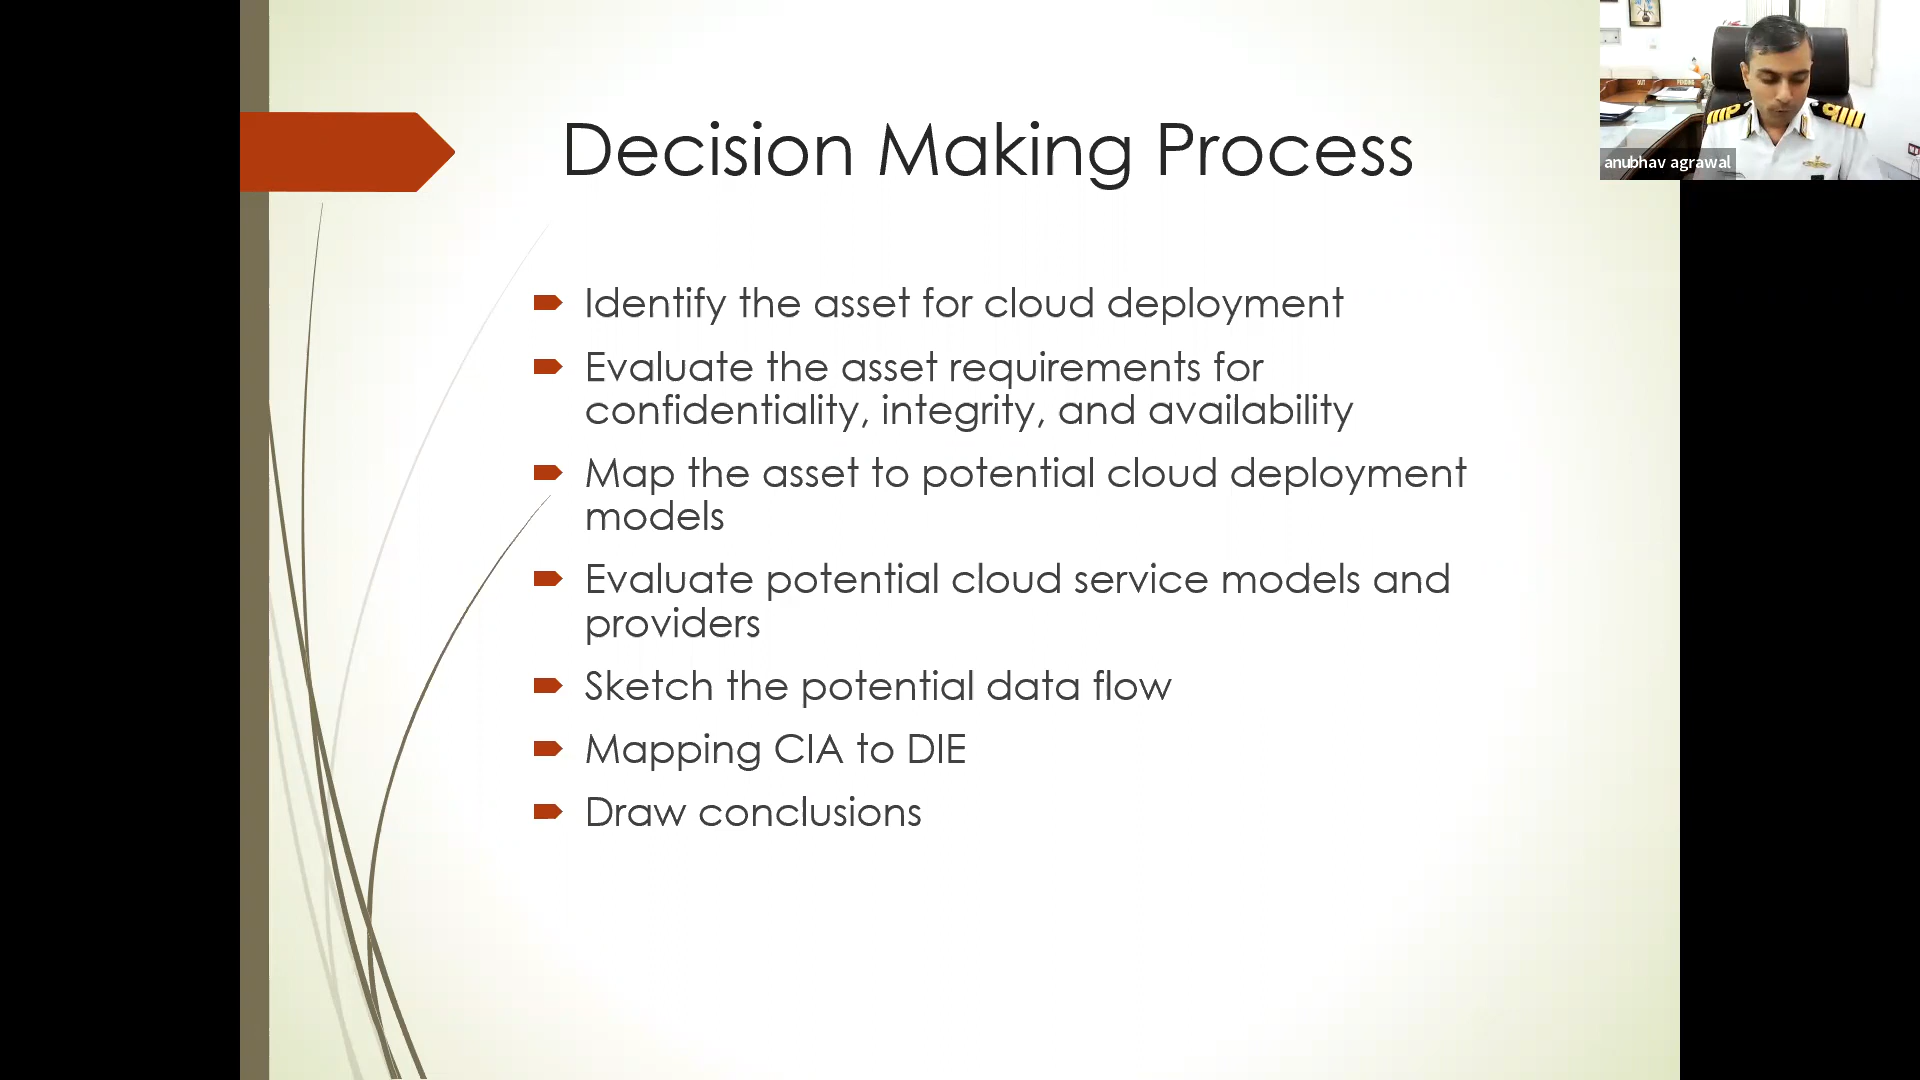 Decision Making Process
Identify the asset for cloud deployment
Evaluate the asset requirements for
confidentiality, integrity, and availability
Map the asset to potential cloud deployment
models
Evaluate potential cloud service models and
providers
Sketch the potential data flow
Mapping CIA to DIE
Draw conclusions
anubhav agrawal
OUT
PENDING